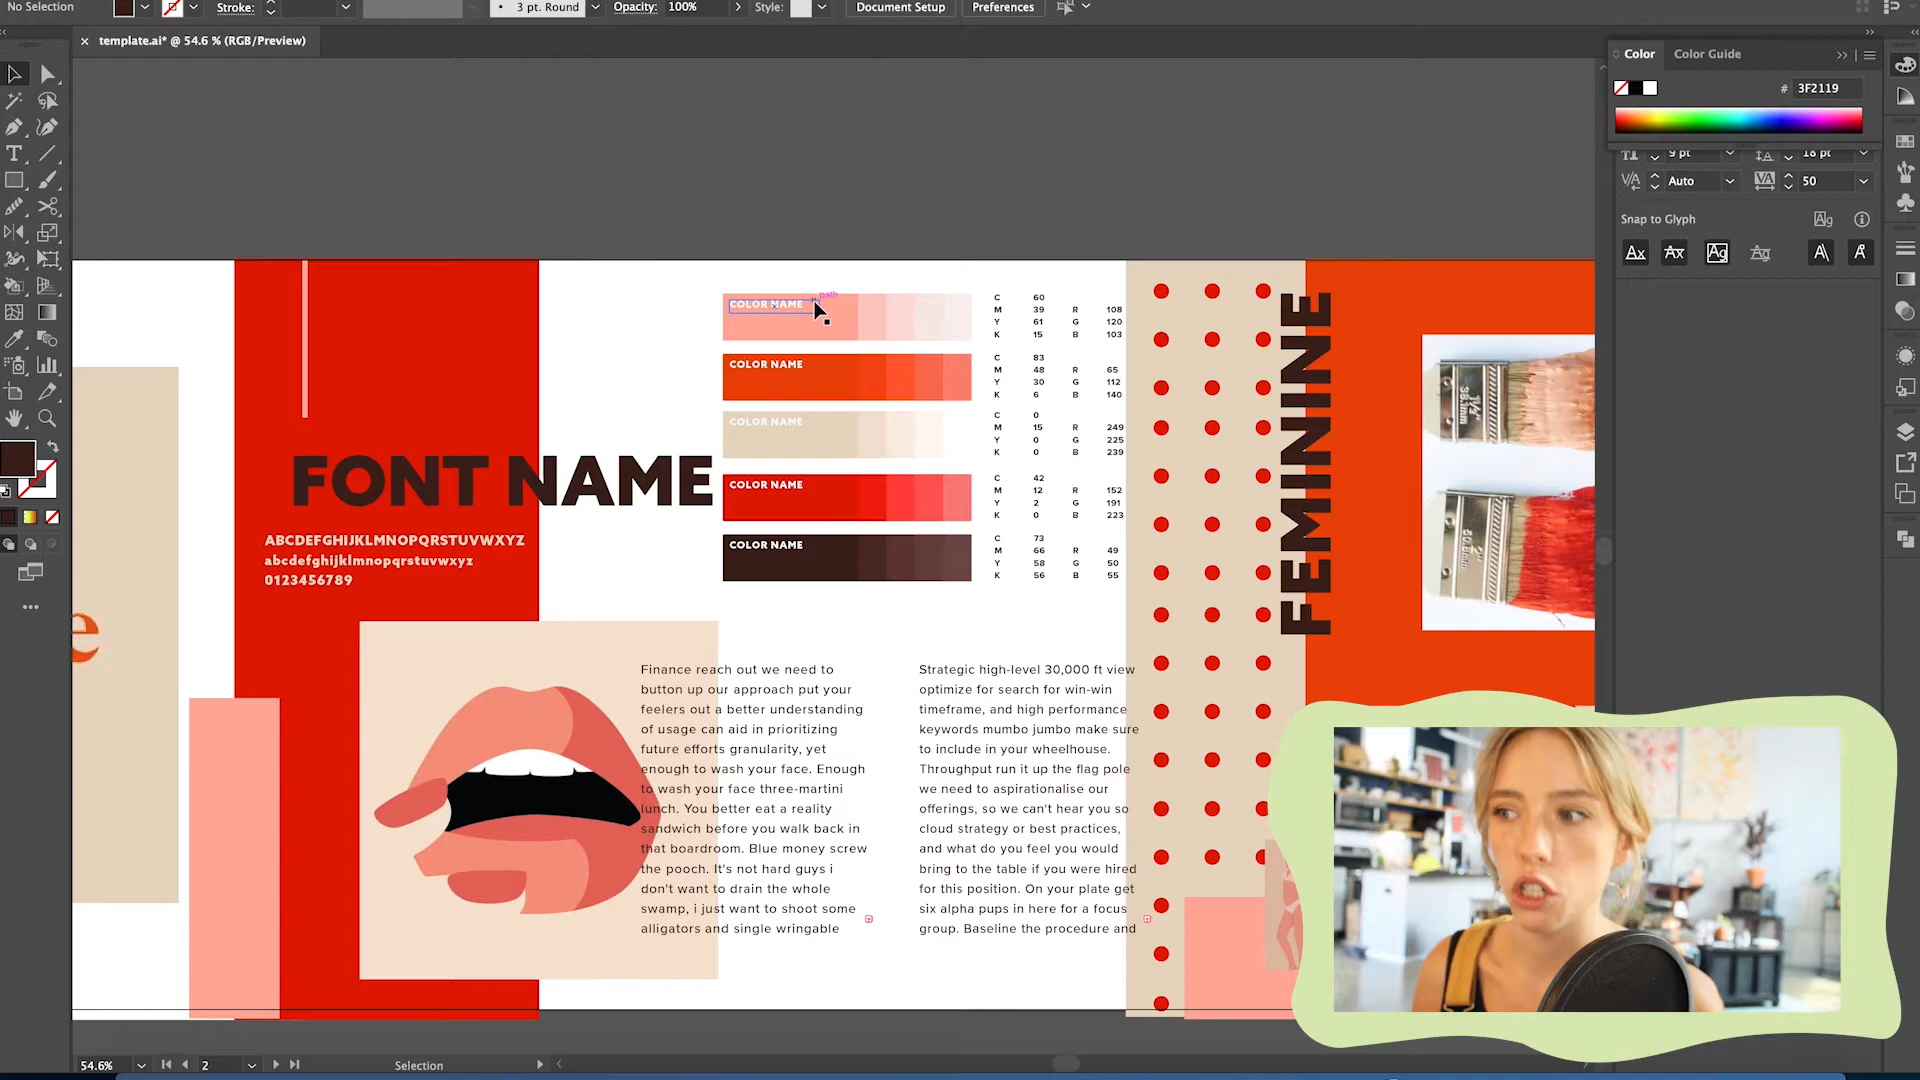 No Selection
Stroke:
3 pt. Round
Opacity:
100%
Style:
Document Setup
Preferences
template.ai* @ 54.6 % (RGB/Preview)
Color
Color Guide
# 3F2119
9 pt
18 pt
Auto
50
Snap to Glyph
path
COLOR NAME
C 60
M 39 R 108
Y 61 G 120
K 15 B 103
COLOR NAME
C 83
M 48 R 65
Y 30 G 112
K 6 B 140
COLOR NAME
C 0
M 15 R 249
Y 0 G 225
K 0 B 239
COLOR NAME
C 42
M 12 R 152
Y 2 G 191
K 0 B 223
COLOR NAME
C 73
M 66 R 49
Y 58 G 50
K 56 B 55
FONT NAME
ABCDEFGHIJKLMNOPQRSTUVWXYZ
abcdefghijklmnopqrstuvwxyz
0123456789
e
FEMININE
Finance reach out we need to
button up our approach put your
feelers out a better understanding
of usage can aid in prioritizing
future efforts granularity, yet
enough to wash your face. Enough
to wash your face three-martini
lunch. You better eat a reality
sandwich before you walk back in
that boardroom. Blue money screw
the pooch. It's not hard guys i
don't want to drain the whole
swamp, i just want to shoot some
alligators and single wringable
Strategic high-level 30,000 ft view
optimize for search for win-win
timeframe, and high performance
keywords mumbo jumbo make sure
to include in your wheelhouse.
Throughput run it up the flag pole
we need to aspirationalise our
offerings, so we can't hear you so
cloud strategy or best practices,
and what do you feel you would
bring to the table if you were hired
for this position. On your plate get
six alpha pups in here for a focus
group. Baseline the procedure and
54.6%
2
Selection